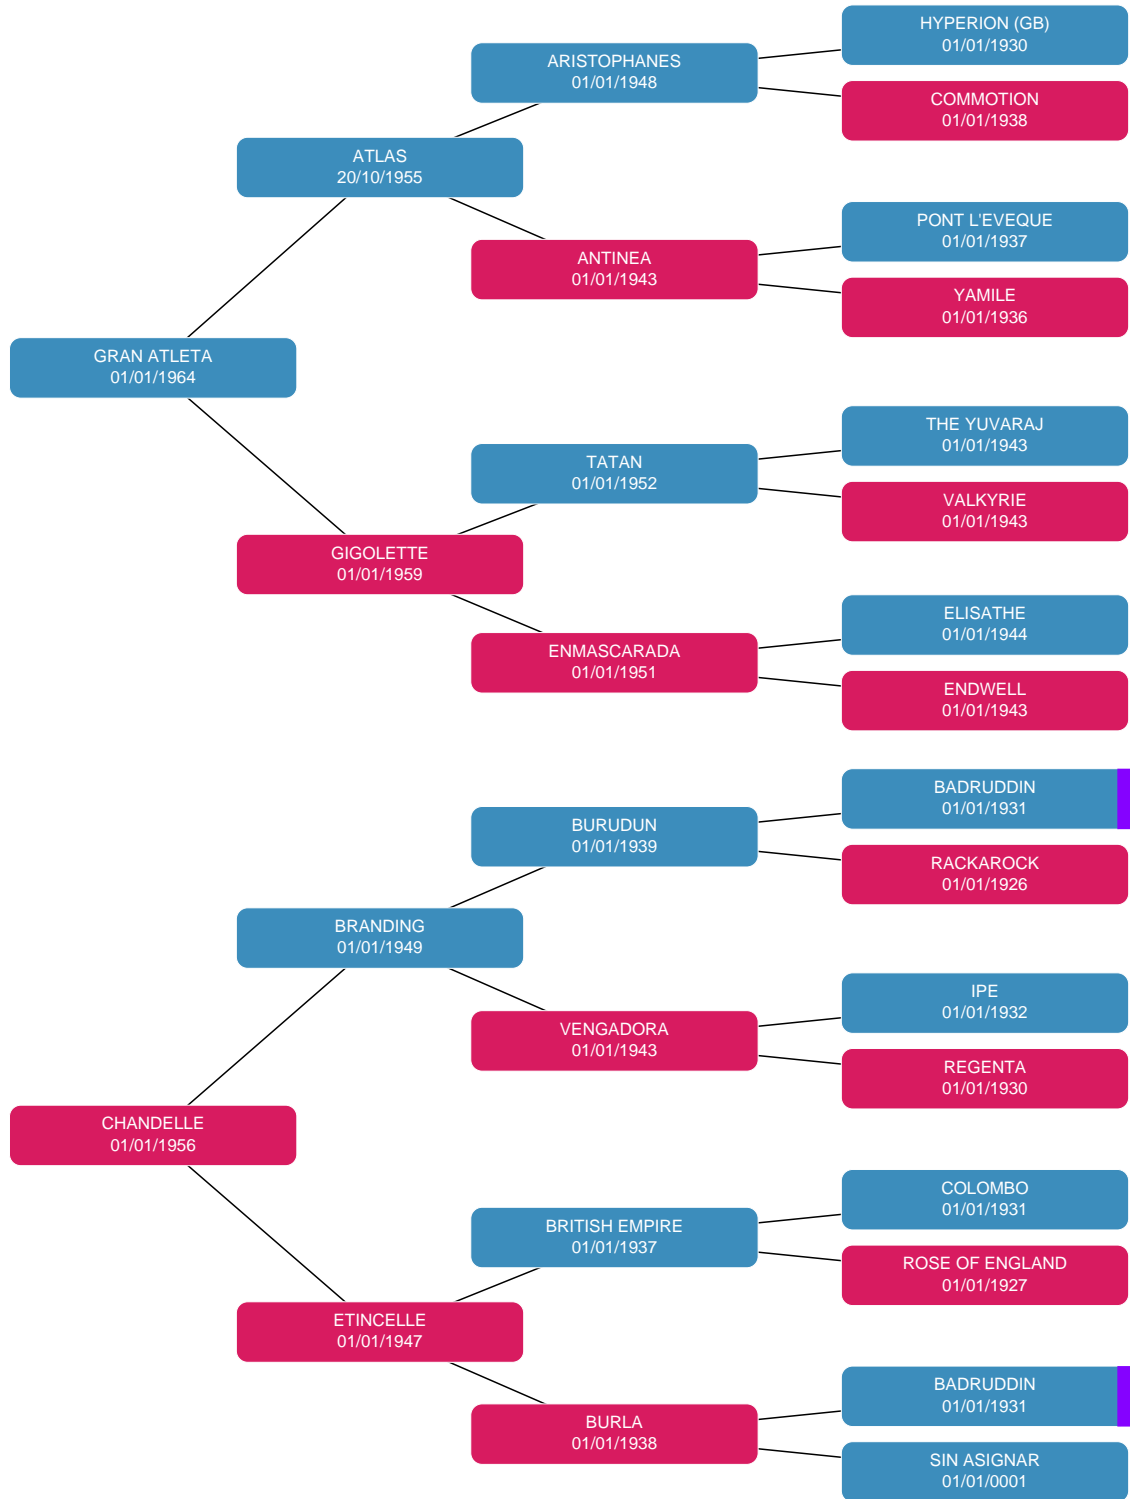 HYPERION (GB)
01/01/1930
ARISTOPHANES
01/01/1948
COMMOTION
01/01/1938
ATLAS
20/10/1955
PONT L'EVEQUE
01/01/1937
ANTINEA
01/01/1943
YAMILE
01/01/1936
GRAN ATLETA
01/01/1964
THE YUVARAJ
01/01/1943
TATAN
01/01/1952
VALKYRIE
01/01/1943
GIGOLETTE
01/01/1959
ELISATHE
01/01/1944
ENMASCARADA
01/01/1951
ENDWELL
01/01/1943
BADRUDDIN
01/01/1931
BURUDUN
01/01/1939
RACKAROCK
01/01/1926
BRANDING
01/01/1949
IPE
01/01/1932
VENGADORA
01/01/1943
REGENTA
01/01/1930
CHANDELLE
01/01/1956
COLOMBO
01/01/1931
BRITISH EMPIRE
01/01/1937
ROSE OF ENGLAND
01/01/1927
ETINCELLE
01/01/1947
BADRUDDIN
01/01/1931
BURLA
01/01/1938
SIN ASIGNAR
01/01/0001